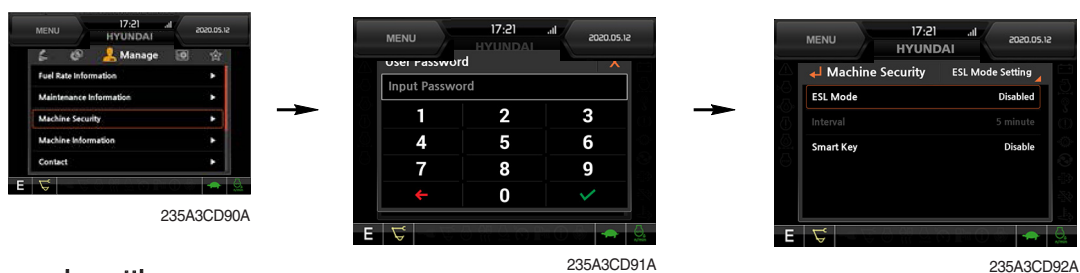 MENU
17:21
HYUNDAI
2020.05.12
Manage
Fuel Rate Information
Maintenance Information
Machine Security
Machine Information
Contact
E
235A3CD90A
MENU
17:21
HYUNDAI
2020.05.12
User Password
X
Input Password
1 2 3
4 5 6
7 8 9
0
E
235A3CD91A
MENU
17:21
HYUNDAI
2020.05.12
Machine Security ESL Mode Setting
ESL Mode Disabled
Interval 5 minute
Smart Key Disable
E
235A3CD92A